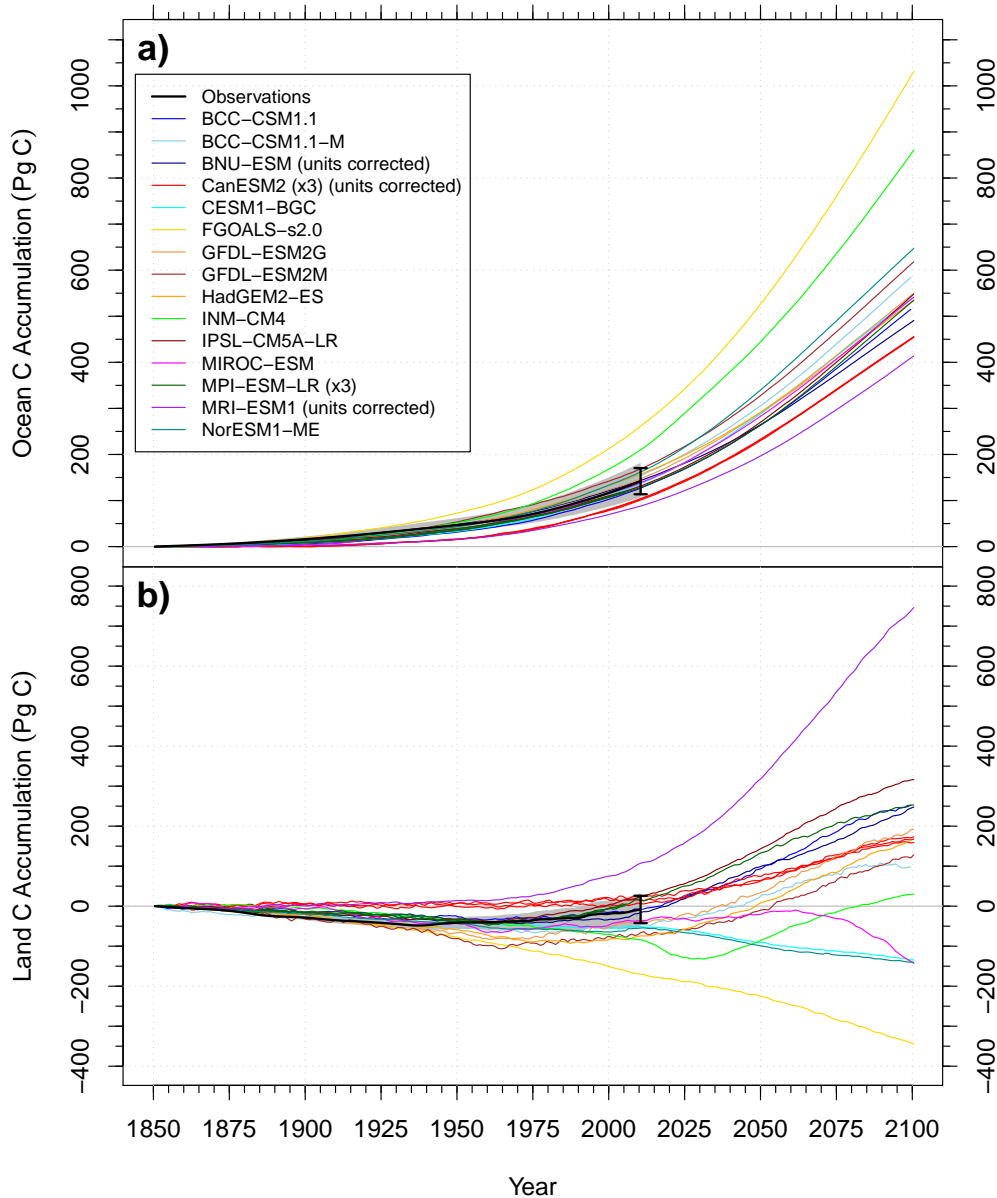 a)
Observations
BCC−CSM1.1
BCC−CSM1.1−M
BNU−ESM (units corrected)
CanESM2 (x3) (units corrected)
CESM1−BGC
FGOALS−s2.0
GFDL−ESM2G
GFDL−ESM2M
HadGEM2−ES
INM−CM4
IPSL−CM5A−LR
MIROC−ESM
MPI−ESM−LR (x3)
MRI−ESM1 (units corrected)
NorESM1−ME
Ocean C Accumulation (Pg C)
0 200 400 600 800 1000
0 200 400 600 800 1000
b)
Land C Accumulation (Pg C)
−400 −200 0 200 400 600 800
−400 −200 0 200 400 600 800
1850 1875 1900 1925 1950 1975 2000 2025 2050 2075 2100
Year